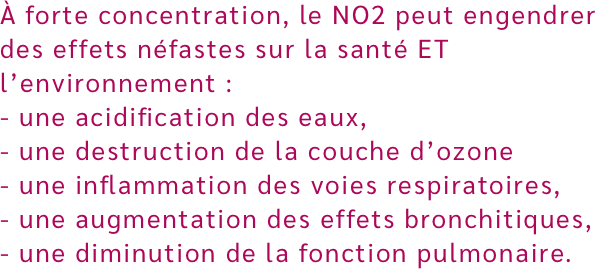 À forte concentration, le NO2 peut engendrer
des effets néfastes sur la santé ET
l’environnement :
- une acidification des eaux,
- une destruction de la couche d’ozone
- une inflammation des voies respiratoires,
- une augmentation des effets bronchitiques,
- une diminution de la fonction pulmonaire.